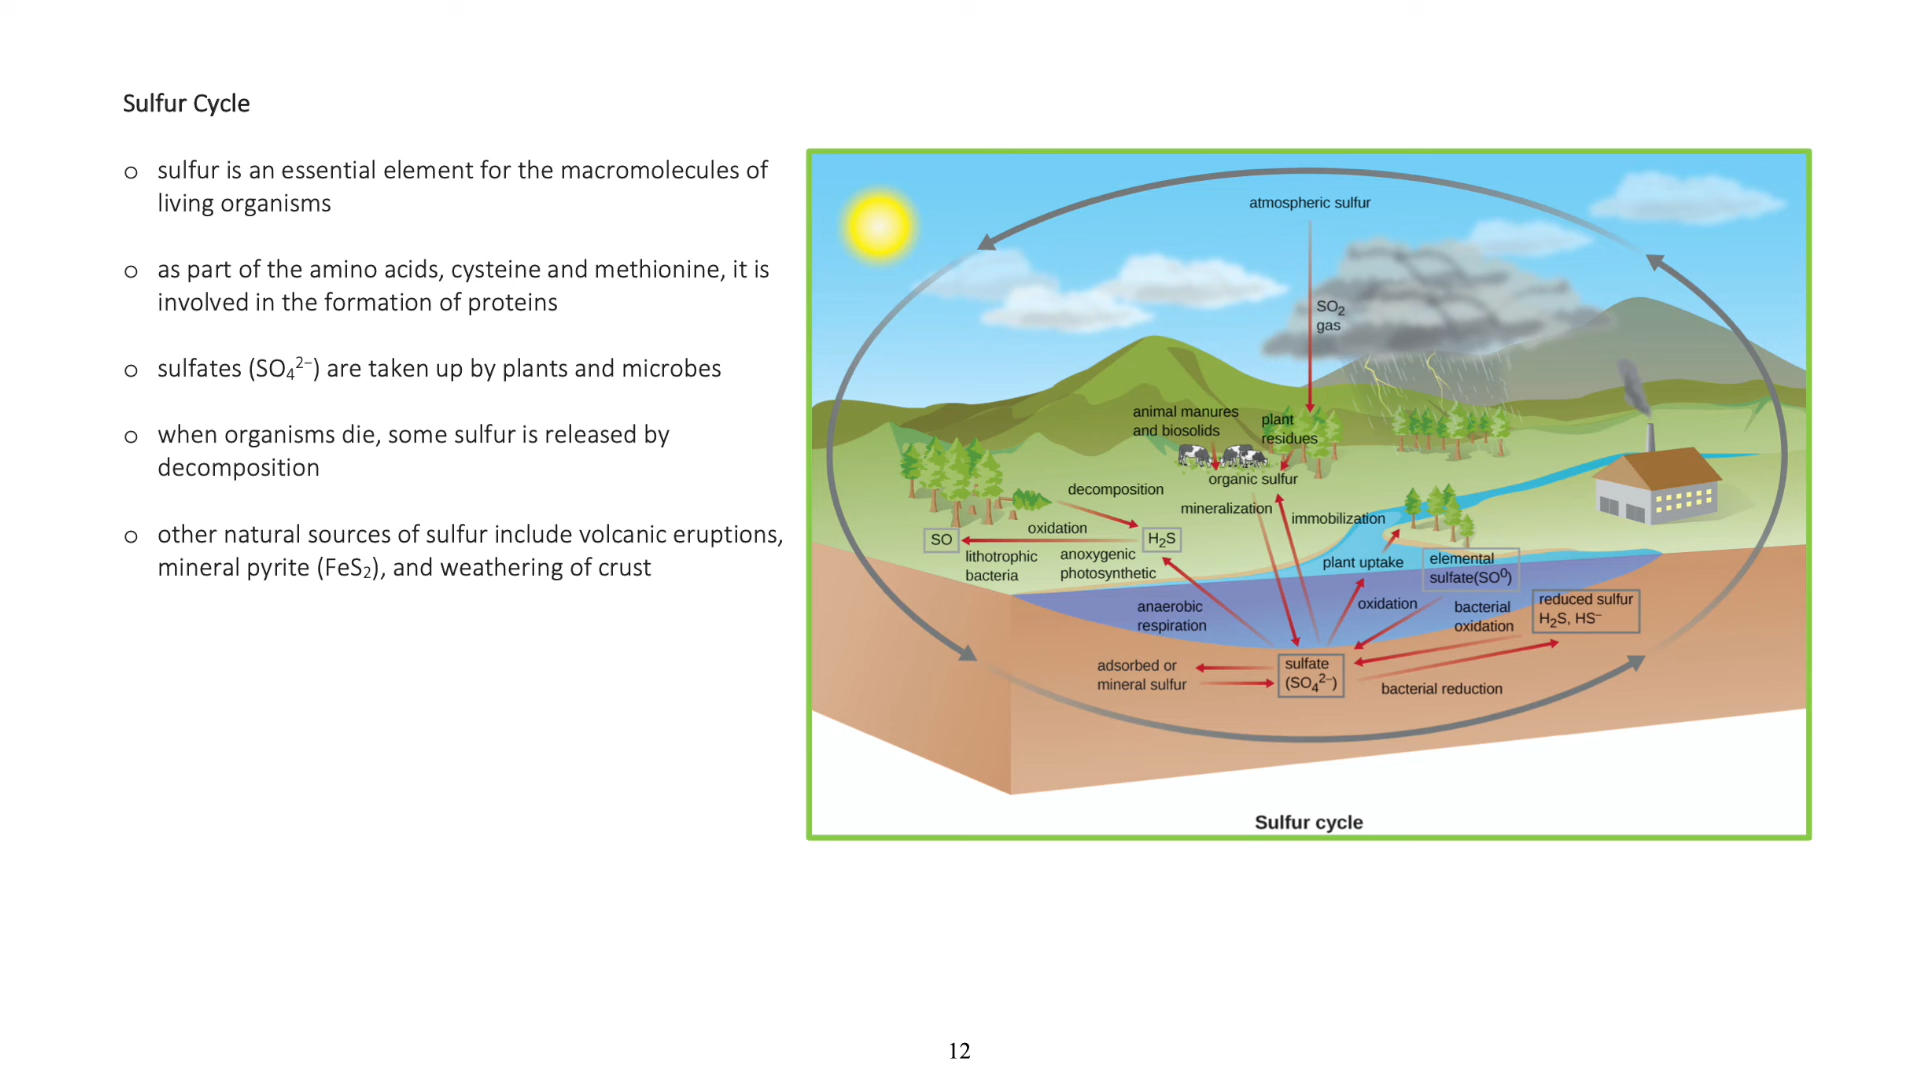 Sulfur Cycle
o sulfur is an essential element for the macromolecules of
living organisms
o as part of the amino acids, cysteine and methionine, it is
involved in the formation of proteins
o sulfates (SO₄²⁻) are taken up by plants and microbes
o when organisms die, some sulfur is released by
decomposition
o other natural sources of sulfur include volcanic eruptions,
mineral pyrite (FeS₂), and weathering of crust
atmospheric sulfur
SO₂
gas
animal manures
and biosolids
plant
residues
organic sulfur
decomposition
mineralization
immobilization
oxidation
SO
H₂S
lithotrophic
bacteria
anoxygenic
photosynthetic
plant uptake
elemental
sulfate(SO⁰)
anaerobic
respiration
oxidation
bacterial
oxidation
reduced sulfur
H₂S, HS⁻
adsorbed or
mineral sulfur
sulfate
(SO₄²⁻)
bacterial reduction
Sulfur cycle
12